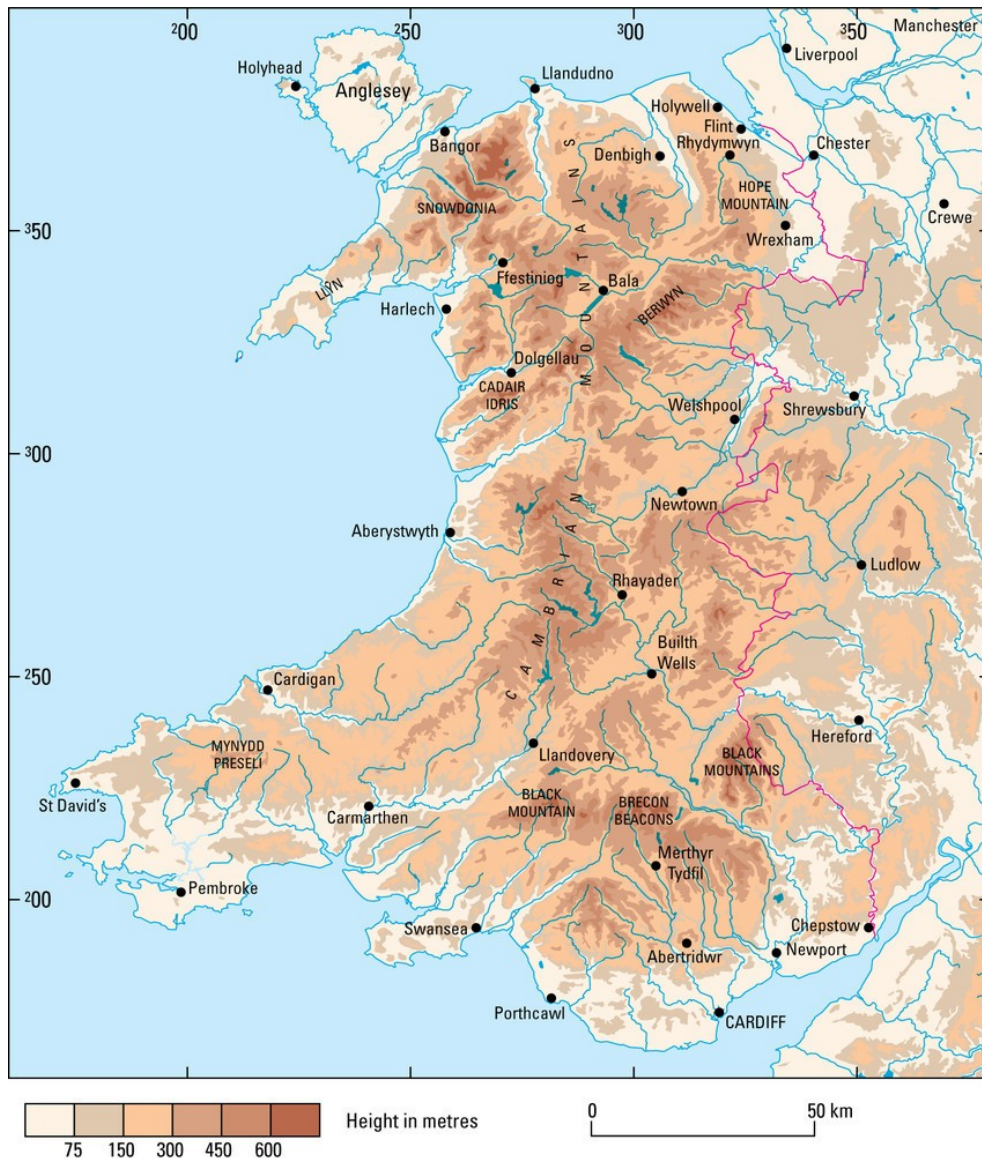 200
250
300
350
Manchester
Liverpool
Holyhead
Anglesey
Llandudno
Holywell
Flint
Rhydymwyn
Chester
Bangor
Denbigh
HOPE
MOUNTAIN
SNOWDONIA
Crewe
350
Wrexham
LLYN
Ffestiniog
Bala
BERWYN
Harlech
Dolgellau
CADAIR
IDRIS
Welshpool
Shrewsbury
300
Newtown
Aberystwyth
CAMBRIAN MOUNTAINS
Ludlow
Rhayader
Builth
Wells
250
Cardigan
Hereford
MYNYDD
PRESELI
Llandovery
BLACK
MOUNTAINS
St David's
Carmarthen
BLACK
MOUNTAIN
BRECON
BEACONS
Merthyr
Tydfil
200
Pembroke
Swansea
Chepstow
Abertridwr
Newport
Porthcawl
CARDIFF
75
150
300
450
600
Height in metres
0
50 km